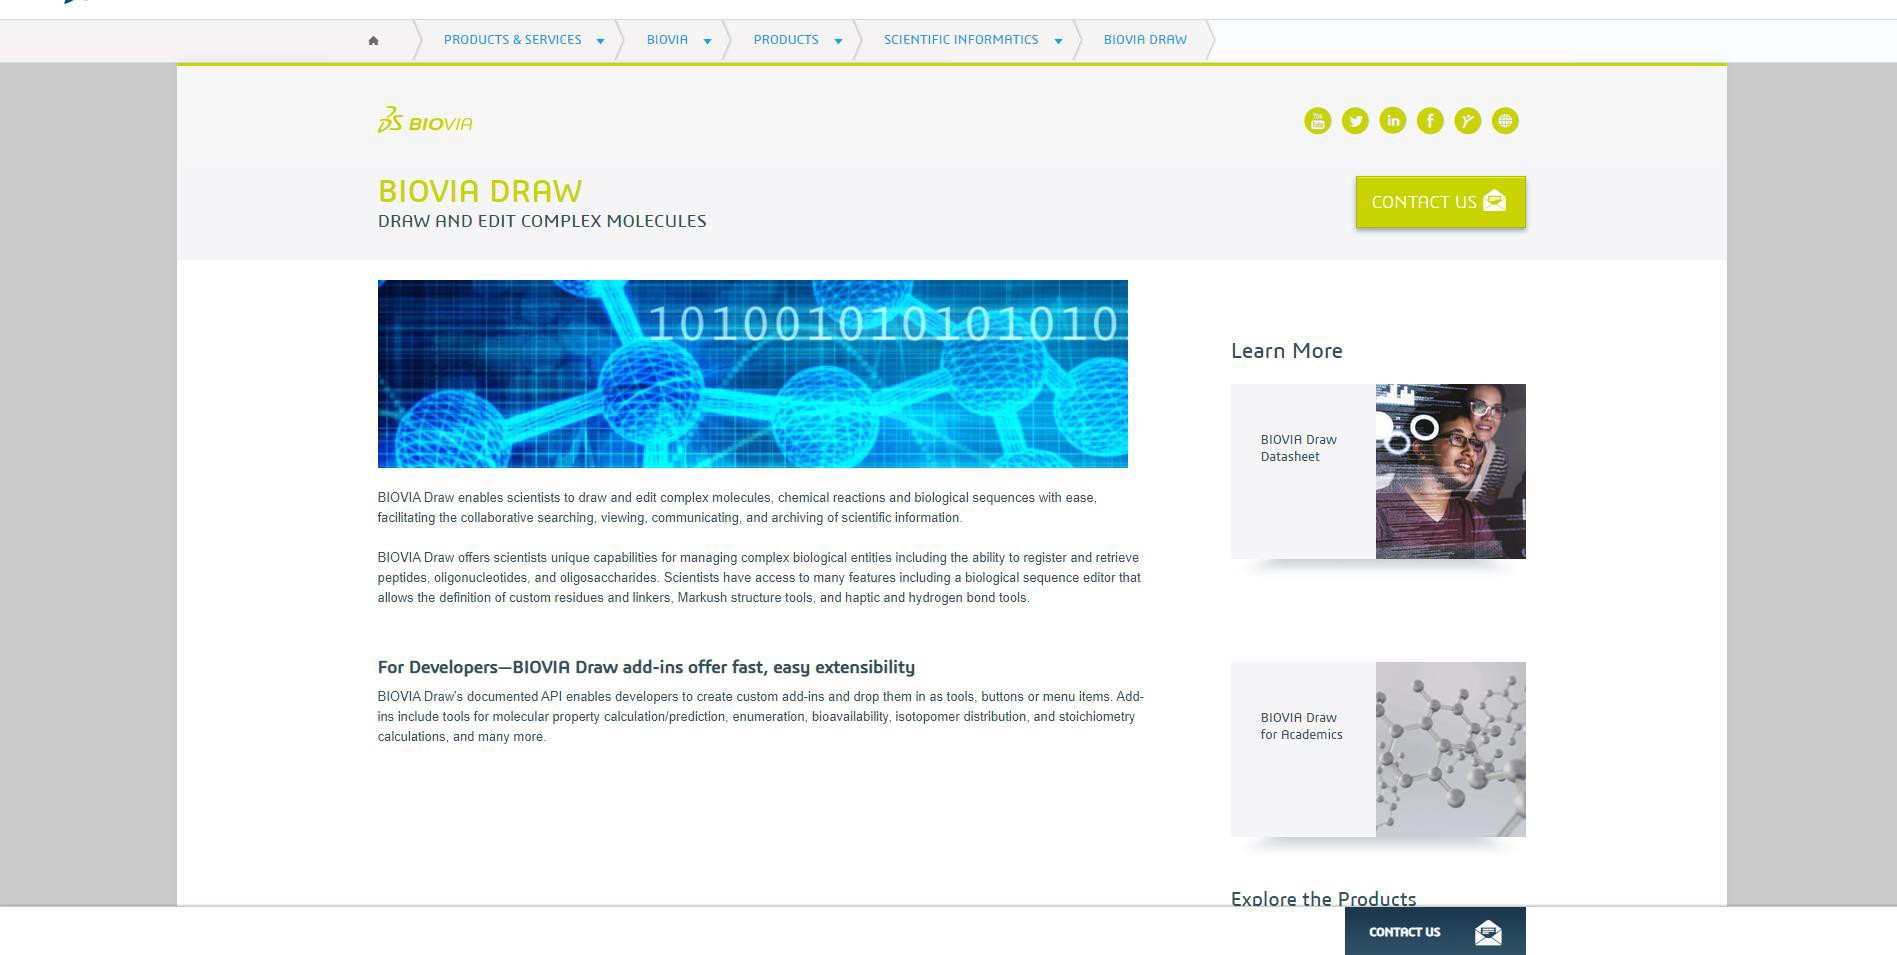 PRODUCTS & SERVICES BIOVIA PRODUCTS SCIENTIFIC INFORMATICS BIOVIA DRAW
BIOVIA
You
Tube
in
f
BIOVIA DRAW
DRAW AND EDIT COMPLEX MOLECULES
CONTACT US
101001010101010
BIOVIA Draw enables scientists to draw and edit complex molecules, chemical reactions and biological sequences with ease,
facilitating the collaborative searching, viewing, communicating, and archiving of scientific information.
BIOVIA Draw offers scientists unique capabilities for managing complex biological entities including the ability to register and retrieve
peptides, oligonucleotides, and oligosaccharides. Scientists have access to many features including a biological sequence editor that
allows the definition of custom residues and linkers, Markush structure tools, and haptic and hydrogen bond tools.
For Developers—BIOVIA Draw add-ins offer fast, easy extensibility
BIOVIA Draw's documented API enables developers to create custom add-ins and drop them in as tools, buttons or menu items. Add-
ins include tools for molecular property calculation/prediction, enumeration, bioavailability, isotopomer distribution, and stoichiometry
calculations, and many more.
Learn More
BIOVIA Draw
Datasheet
BIOVIA Draw
for Academics
Explore the Products
CONTACT US